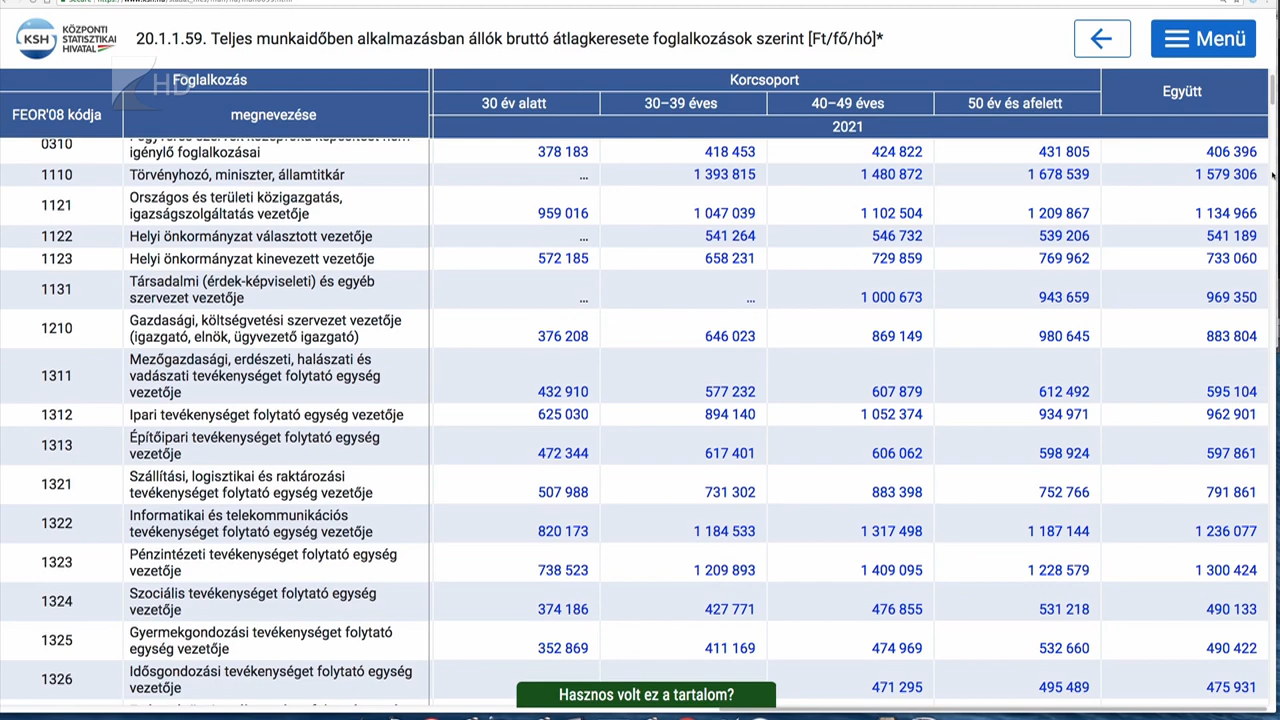 KSH KÖZPONTI
STATISZTIKAI
HIVATAL
20.1.1.59. Teljes munkaidőben alkalmazásban állók bruttó átlagkeresete foglalkozások szerint [Ft/fő/hó]*
Menü
HD
Foglalkozás Korcsoport Együtt
FEOR'08 kódja megnevezése 30 év alatt 30–39 éves 40–49 éves 50 év és afelett
2021
0310
igénylő foglalkozásai 378 183 418 453 424 822 431 805 406 396
1110 Törvényhozó, miniszter, államtitkár ... 1 393 815 1 480 872 1 678 539 1 579 306
1121 Országos és területi közigazgatás,
igazságszolgáltatás vezetője 959 016 1 047 039 1 102 504 1 209 867 1 134 966
1122 Helyi önkormányzat választott vezetője ... 541 264 546 732 539 206 541 189
1123 Helyi önkormányzat kinevezett vezetője 572 185 658 231 729 859 769 962 733 060
1131 Társadalmi (érdek-képviseleti) és egyéb
szervezet vezetője ... ... 1 000 673 943 659 969 350
1210 Gazdasági, költségvetési szervezet vezetője
(igazgató, elnök, ügyvezető igazgató) 376 208 646 023 869 149 980 645 883 804
1311 Mezőgazdasági, erdészeti, halászati és
vadászati tevékenységet folytató egység
vezetője 432 910 577 232 607 879 612 492 595 104
1312 Ipari tevékenységet folytató egység vezetője 625 030 894 140 1 052 374 934 971 962 901
1313 Építőipari tevékenységet folytató egység
vezetője 472 344 617 401 606 062 598 924 597 861
1321 Szállítási, logisztikai és raktározási
tevékenységet folytató egység vezetője 507 988 731 302 883 398 752 766 791 861
1322 Informatikai és telekommunikációs
tevékenységet folytató egység vezetője 820 173 1 184 533 1 317 498 1 187 144 1 236 077
1323 Pénzintézeti tevékenységet folytató egység
vezetője 738 523 1 209 893 1 409 095 1 228 579 1 300 424
1324 Szociális tevékenységet folytató egység
vezetője 374 186 427 771 476 855 531 218 490 133
1325 Gyermekgondozási tevékenységet folytató
egység vezetője 352 869 411 169 474 969 532 660 490 422
1326 Idősgondozási tevékenységet folytató egység
vezetője 471 295 495 489 475 931
Hasznos volt ez a tartalom?